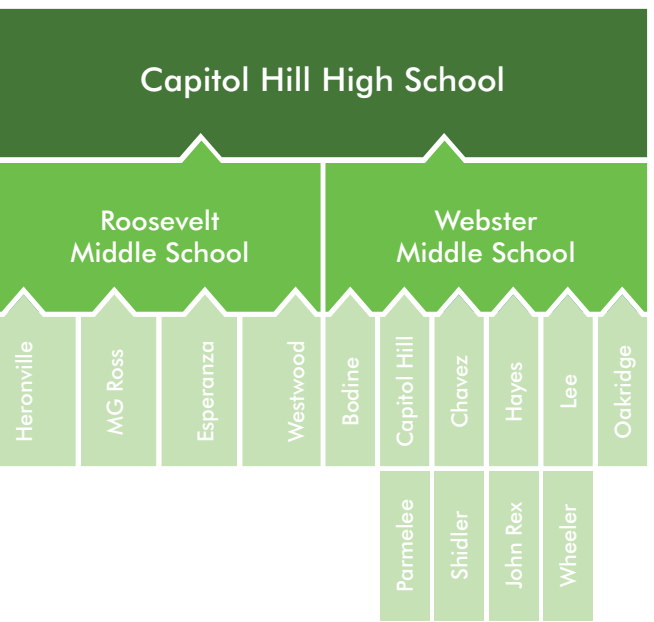 Capitol Hill High School
Roosevelt
Middle School
Webster
Middle School
Heronville
MG Ross
Esperanza
Westwood
Bodine
Capitol Hill
Chavez
Hayes
Lee
Oakridge
Parmelee
Shidler
John Rex
Wheeler